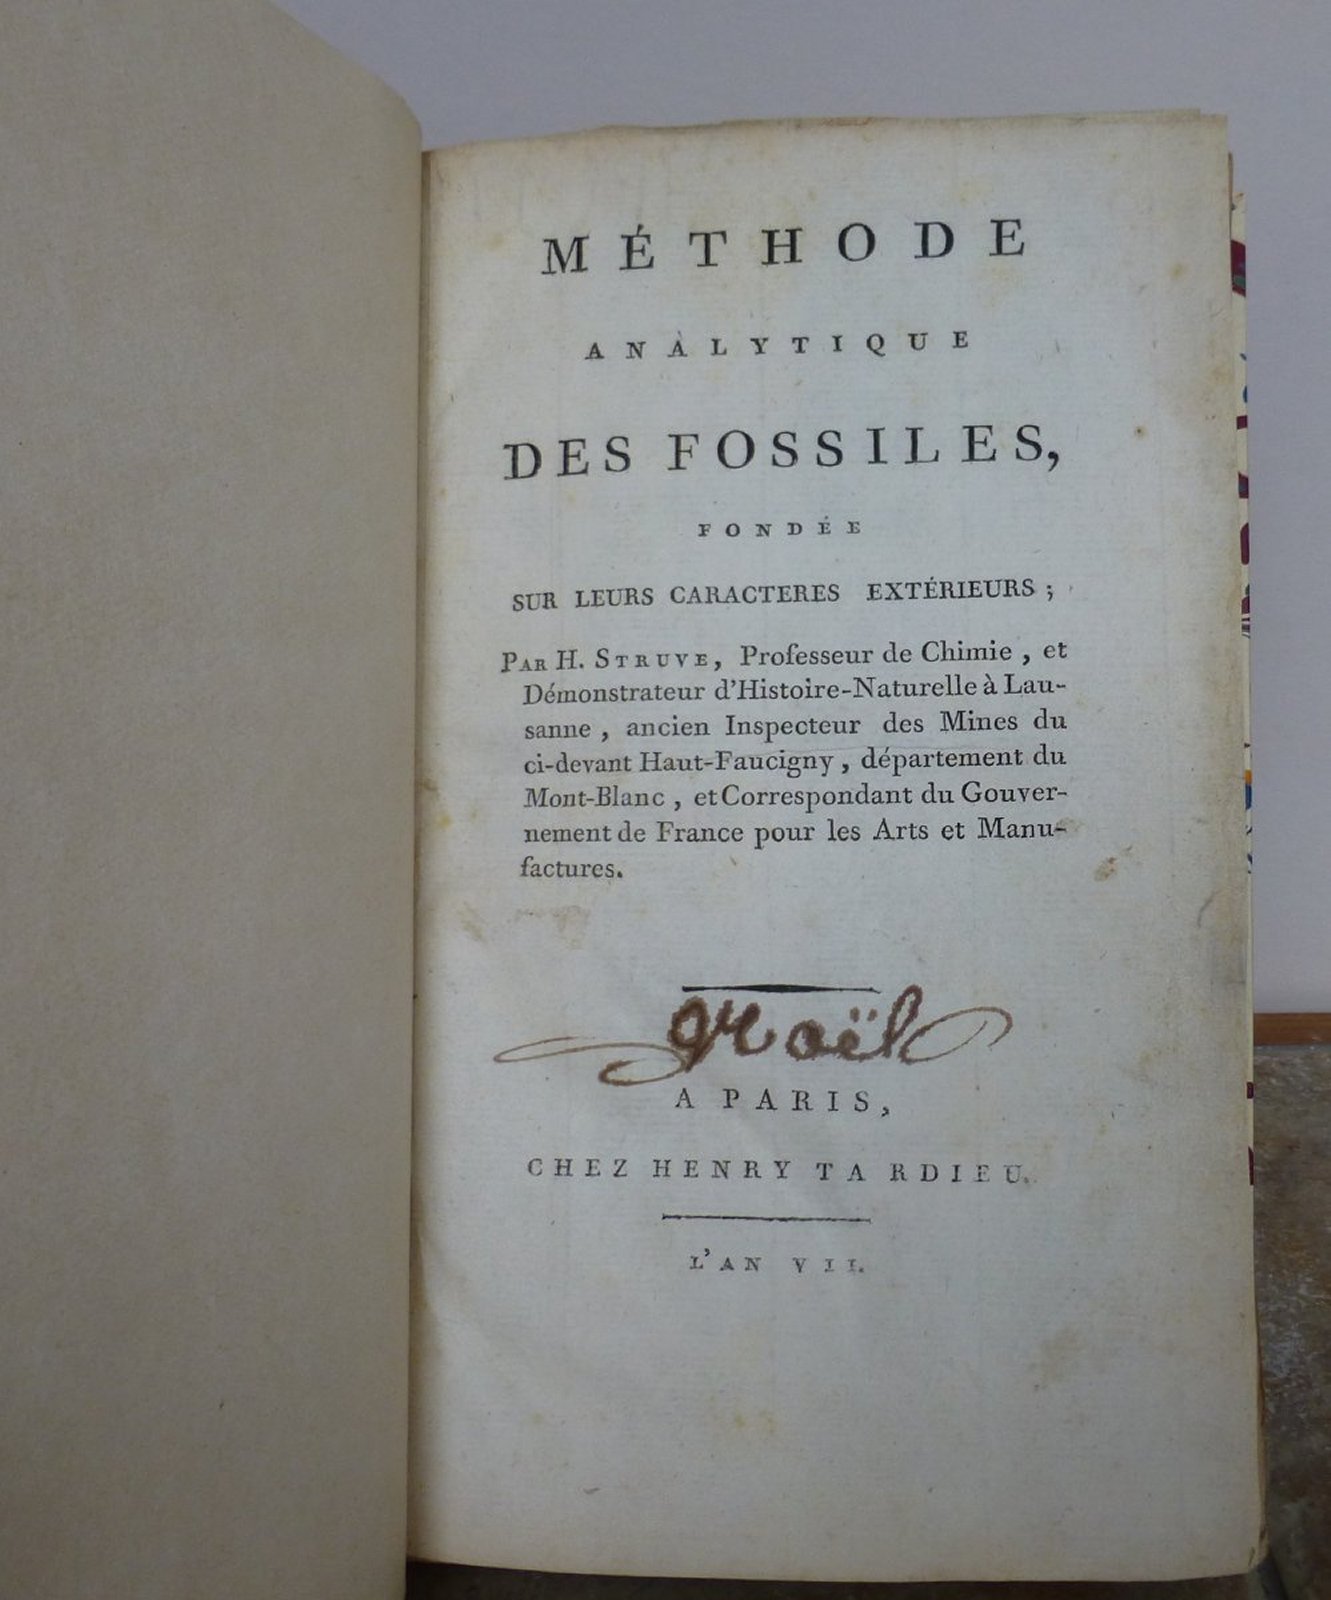 MÉTHODE
ANALYTIQUE
DES FOSSILES,
FONDÉE
SUR LEURS CARACTERES EXTÉRIEURS ;
PAR H. STRUVE, Professeur de Chimie , et
Démonstrateur d'Histoire-Naturelle à Lau-
sanne , ancien Inspecteur des Mines du
ci-devant Haut-Faucigny , département du
Mont-Blanc , et Correspondant du Gouver-
nement de France pour les Arts et Manu-
factures.
Noël
A PARIS,
CHEZ HENRY TARDIEU.
L'AN VII.